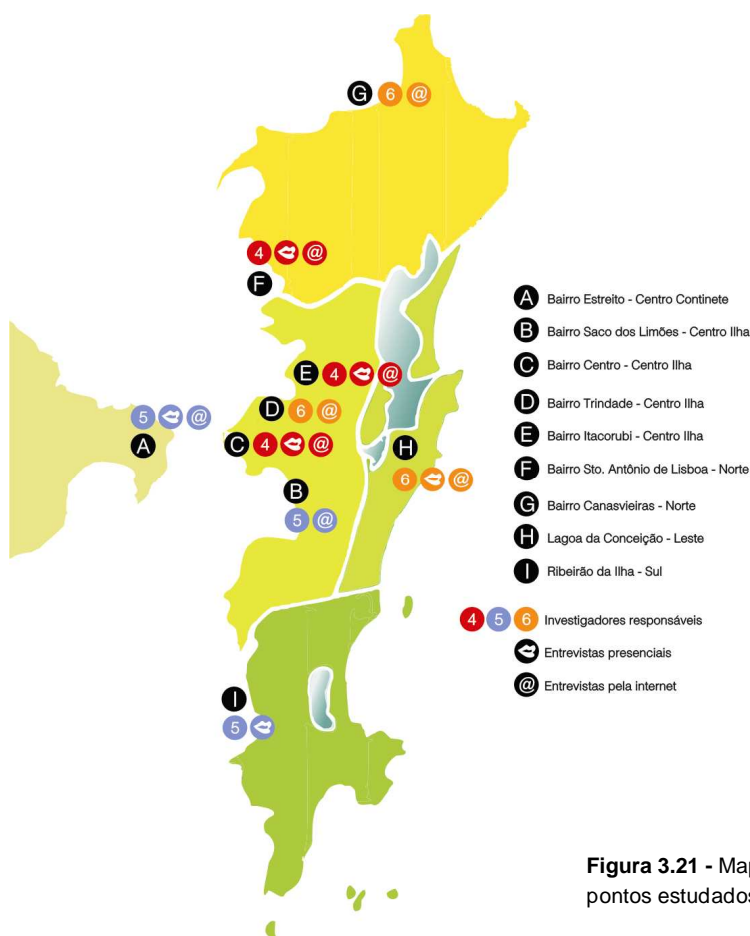 G 6 @
4 @
F
E 4 @
D 6 @
5 @
A
C 4 @
H
6 @
B
5 @
I
5
A Bairro Estreito - Centro Continete
B Bairro Saco dos Limões - Centro Ilha
C Bairro Centro - Centro Ilha
D Bairro Trindade - Centro Ilha
E Bairro Itacorubi - Centro Ilha
F Bairro Sto. Antônio de Lisboa - Norte
G Bairro Canasvieiras - Norte
H Lagoa da Conceição - Leste
I Ribeirão da Ilha - Sul
4 5 6 Investigadores responsáveis
Entrevistas presenciais
@ Entrevistas pela internet
Figura 3.21 - Map
pontos estudados